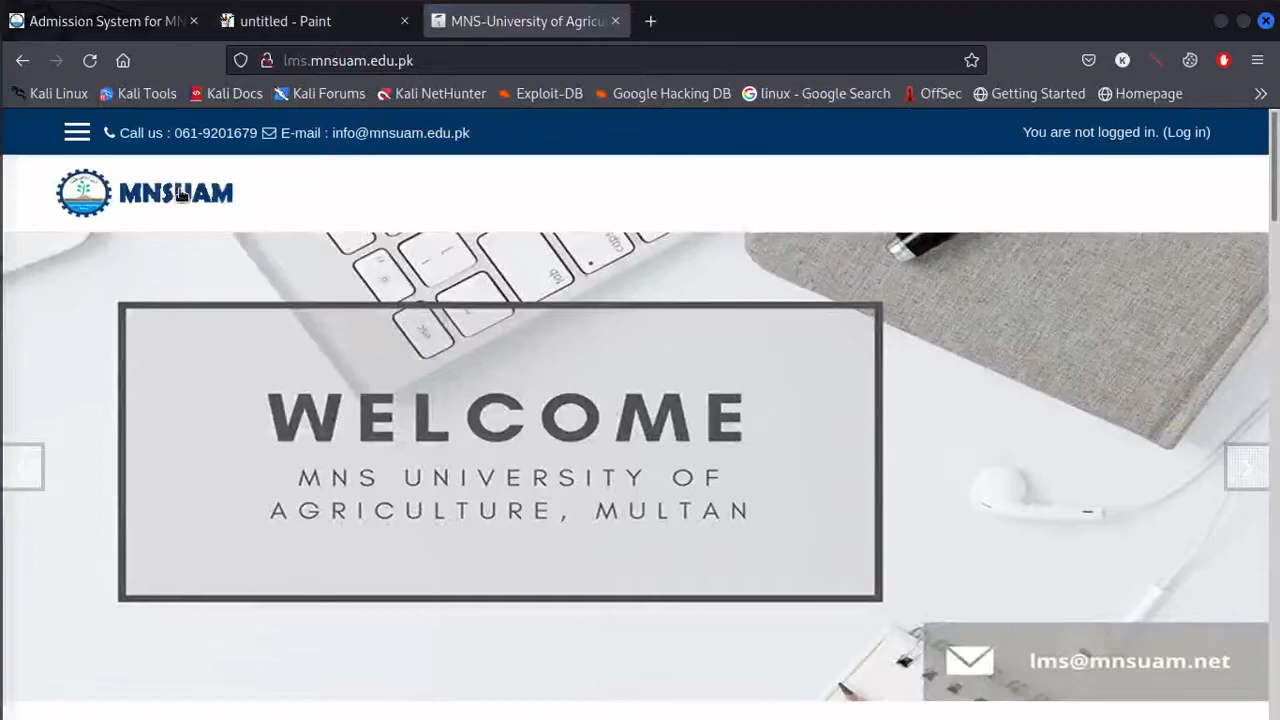 Admission System for MN
untitled - Paint
MNS-University of Agricu
lms.mnsuam.edu.pk
Kali Linux
Kali Tools
Kali Docs
Kali Forums
Kali NetHunter
Exploit-DB
Google Hacking DB
linux - Google Search
OffSec
Getting Started
Homepage
Call us : 061-9201679
E-mail : info@mnsuam.edu.pk
You are not logged in. (Log in)
MNSUAM
esc
tab
caps
WELCOME
MNS UNIVERSITY OF
AGRICULTURE, MULTAN
lms@mnsuam.net